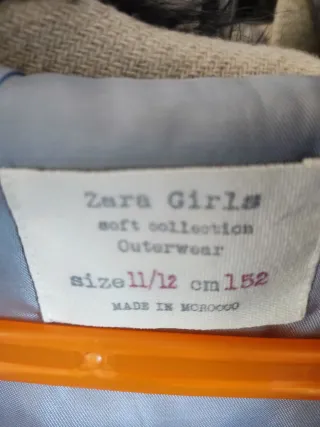 Zara Girls
soft collection
Outerwear
size 11/12 cm 152
MADE IN MOROCCO